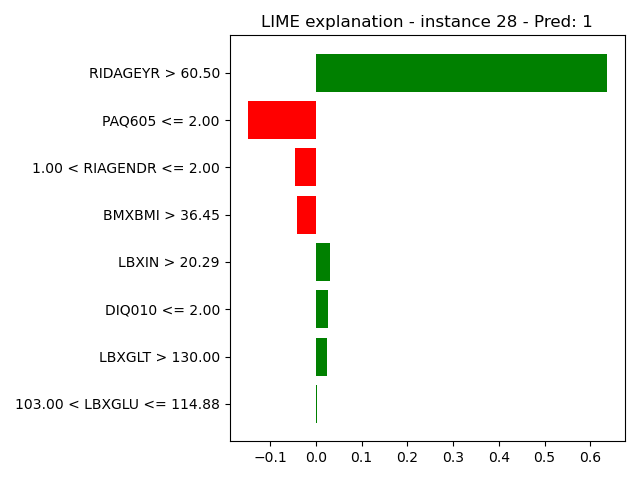 LIME explanation - instance 28 - Pred: 1
RIDAGEYR > 60.50
PAQ605 <= 2.00
1.00 < RIAGENDR <= 2.00
BMXBMI > 36.45
LBXIN > 20.29
DIQ010 <= 2.00
LBXGLT > 130.00
103.00 < LBXGLU <= 114.88
−0.1 0.0 0.1 0.2 0.3 0.4 0.5 0.6